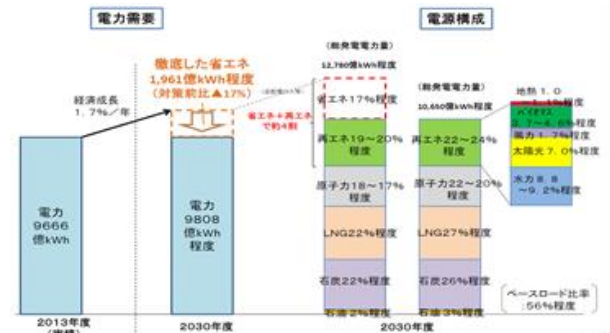 電力需要
電源構成
徹底した省エネ
1,961億kWh程度
(対策前比▲17%)
経済成長
1.7%/年
電力
9666
億kWh
電力
9808
億kWh
程度
2013年度
2030年度
(総発電電力量)
12,780億kWh程度
省エネ+再エネ
で約4割
省エネ17%程度
再エネ19〜20%
程度
原子力18〜17%
程度
LNG22%程度
石炭22%程度
石油 2%程度
(総発電電力量)
10,650億kWh程度
再エネ22〜24%
程度
原子力22〜20%
程度
LNG27%程度
石炭26%程度
石油 3%程度
2030年度
地熱 1.0
〜1.1%程度
バイオマス
3.7〜4.6%程度
風力 1.7%程度
太陽光 7.0%程度
水力 8.8
〜9.2%程度
ベースロード比率
:56%程度